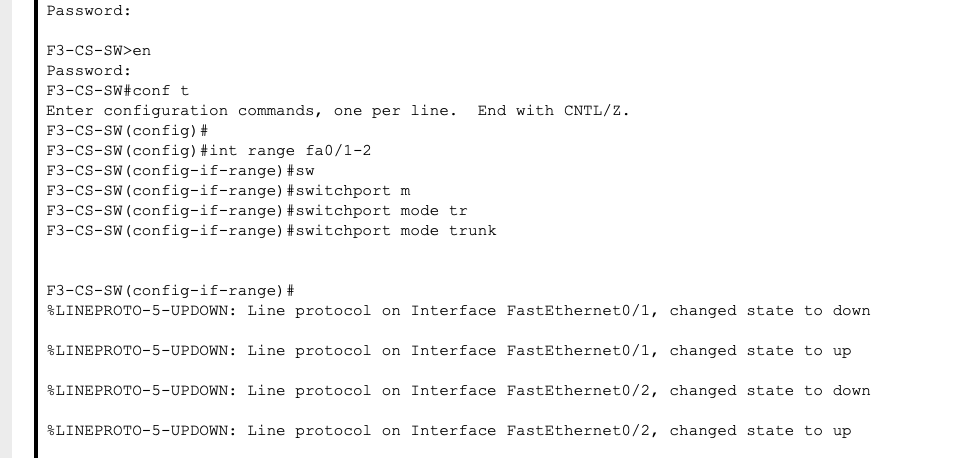 Password:
F3-CS-SW>en
Password:
F3-CS-SW#conf t
Enter configuration commands, one per line.  End with CNTL/Z.
F3-CS-SW(config)#
F3-CS-SW(config)#int range fa0/1-2
F3-CS-SW(config-if-range)#sw
F3-CS-SW(config-if-range)#switchport m
F3-CS-SW(config-if-range)#switchport mode tr
F3-CS-SW(config-if-range)#switchport mode trunk
F3-CS-SW(config-if-range)#
%LINEPROTO-5-UPDOWN: Line protocol on Interface FastEthernet0/1, changed state to down
%LINEPROTO-5-UPDOWN: Line protocol on Interface FastEthernet0/1, changed state to up
%LINEPROTO-5-UPDOWN: Line protocol on Interface FastEthernet0/2, changed state to down
%LINEPROTO-5-UPDOWN: Line protocol on Interface FastEthernet0/2, changed state to up